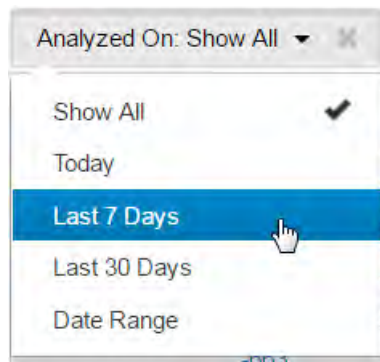 Analyzed On: Show All
Show All
Today
Last 7 Days
Last 30 Days
Date Range